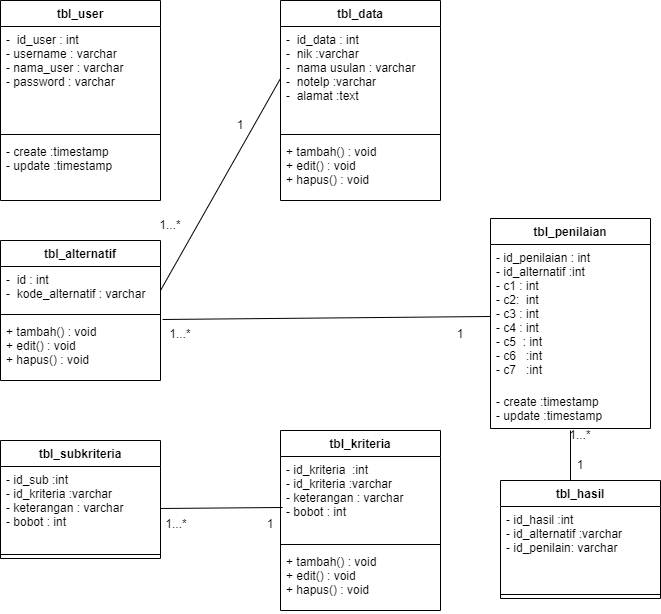 tbl_user
- id_user : int
- username : varchar
- nama_user : varchar
- password : varchar
- create :timestamp
- update :timestamp
tbl_data
- id_data : int
- nik :varchar
- nama usulan : varchar
- notelp :varchar
- alamat :text
+ tambah() : void
+ edit() : void
+ hapus() : void
1
1...*
tbl_alternatif
- id : int
- kode_alternatif : varchar
+ tambah() : void
+ edit() : void
+ hapus() : void
1...*
1
tbl_penilaian
- id_penilaian : int
- id_alternatif :int
- c1 : int
- c2: int
- c3 : int
- c4 : int
- c5 : int
- c6 :int
- c7 :int
- create :timestamp
- update :timestamp
1...*
1
tbl_subkriteria
- id_sub :int
- id_kriteria :varchar
- keterangan : varchar
- bobot : int
1...*
1
tbl_kriteria
- id_kriteria :int
- id_kriteria :varchar
- keterangan : varchar
- bobot : int
+ tambah() : void
+ edit() : void
+ hapus() : void
tbl_hasil
- id_hasil :int
- id_alternatif :varchar
- id_penilain: varchar